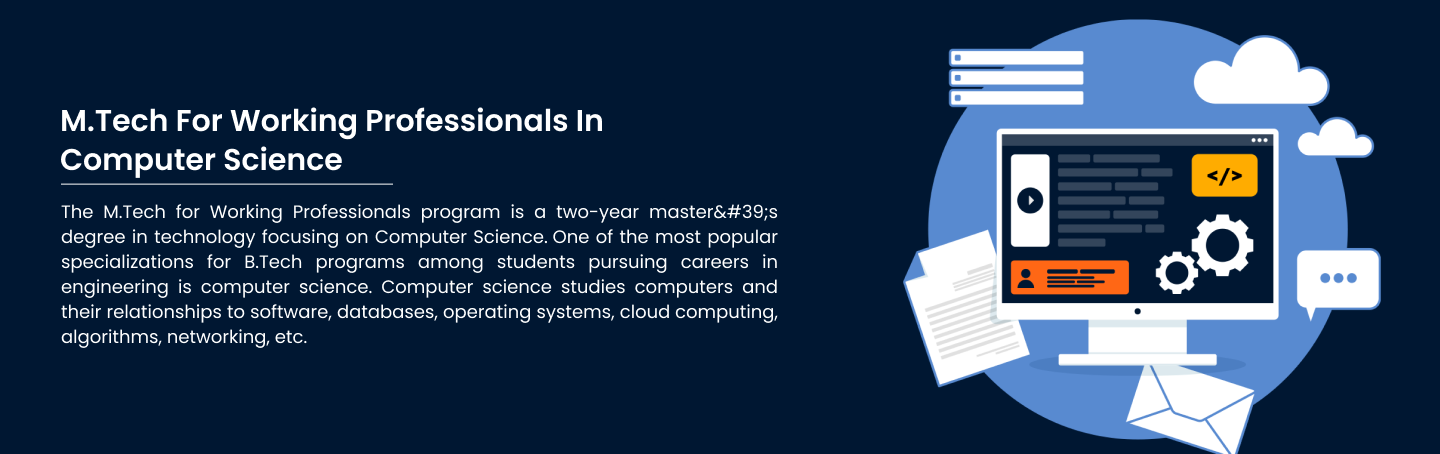 M.Tech For Working Professionals In
Computer Science
The M.Tech for Working Professionals program is a two-year master&#39;s
degree in technology focusing on Computer Science. One of the most popular
specializations for B.Tech programs among students pursuing careers in
engineering is computer science. Computer science studies computers and
their relationships to software, databases, operating systems, cloud computing,
algorithms, networking, etc.
</>